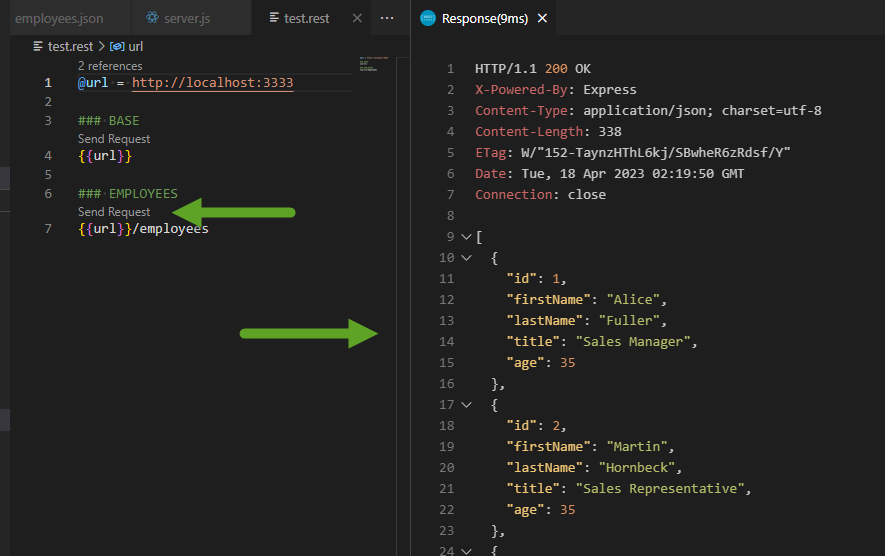 employees.json server.js test.rest ...
test.rest > url
2 references
1 @url = http://localhost:3333
2
3 ### BASE
Send Request
4 {{url}}
5
6 ### EMPLOYEES
Send Request
7 {{url}}/employees
Response(9ms)
1 HTTP/1.1 200 OK
2 X-Powered-By: Express
3 Content-Type: application/json; charset=utf-8
4 Content-Length: 338
5 ETag: W/"152-TaynzHThL6kj/SBwheR6zRdsf/Y"
6 Date: Tue, 18 Apr 2023 02:19:50 GMT
7 Connection: close
8
9 [
10 {
11 "id": 1,
12 "firstName": "Alice",
13 "lastName": "Fuller",
14 "title": "Sales Manager",
15 "age": 35
16 },
17 {
18 "id": 2,
19 "firstName": "Martin",
20 "lastName": "Hornbeck",
21 "title": "Sales Representative",
22 "age": 35
23 },
24 {